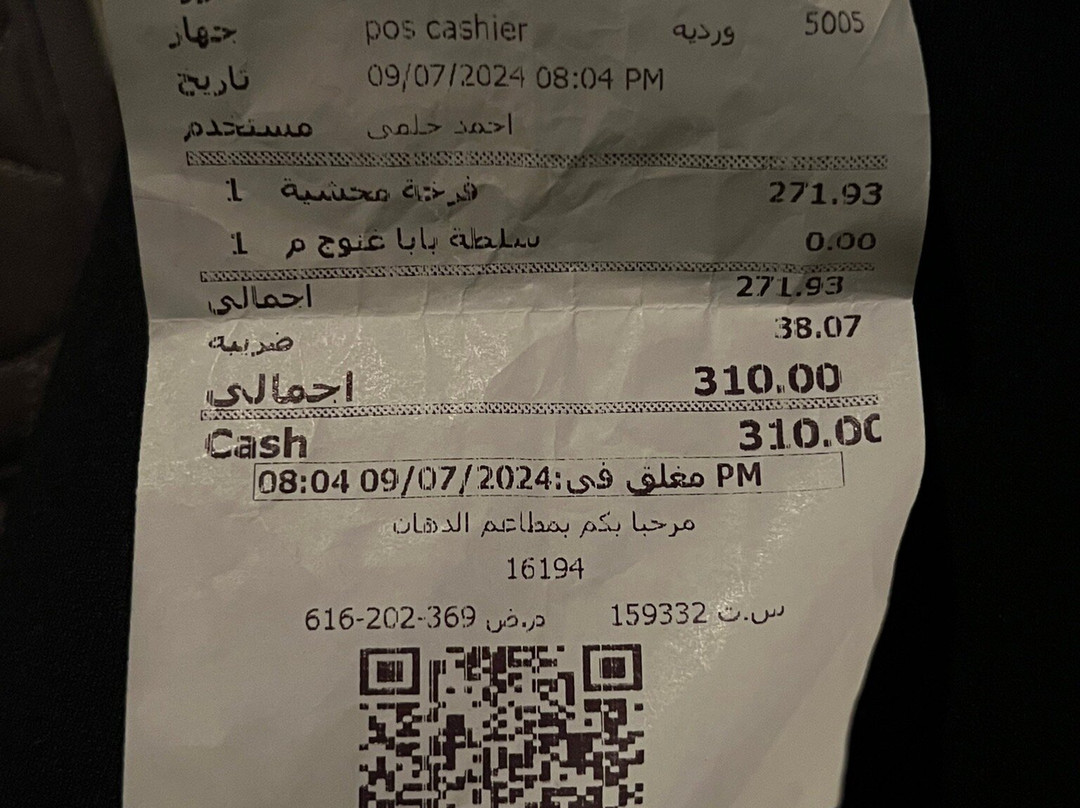 جهاز pos cashier ورديه 5005
تاريخ 09/07/2024 08:04 PM
مستخدم احمد حلمى
1 فرخة محشية 271.93
1 سلطة بابا غنوج م 0.00
اجمالى 271.93
ضريبة 38.07
اجمالى 310.00
Cash 310.00
08:04 09/07/2024:مغلق فى PM
مرحبا بكم بمطاعم الدهان
16194
616-202-369 ض.د 159332 س.ت